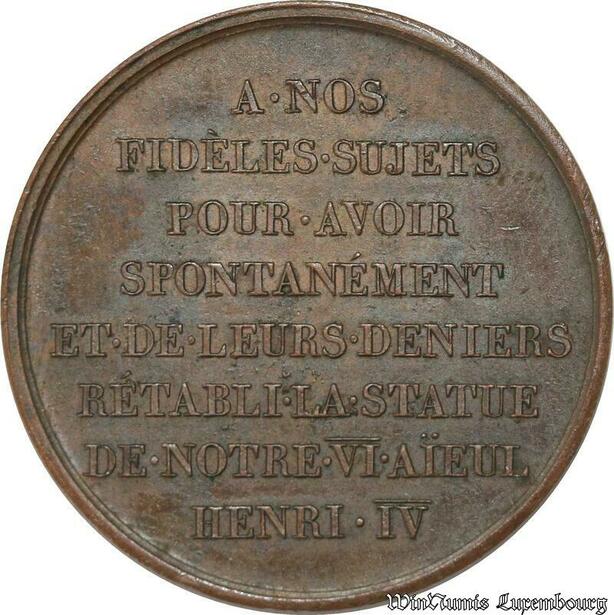 A·NOS
FIDÈLES·SUJETS
POUR·AVOIR
SPONTANÉMENT
ET·DE·LEURS·DENIERS
RÉTABLI·LA·STATUE
DE·NOTRE·VI·AÏEUL
HENRI·IV
WinNumis Luxembourg